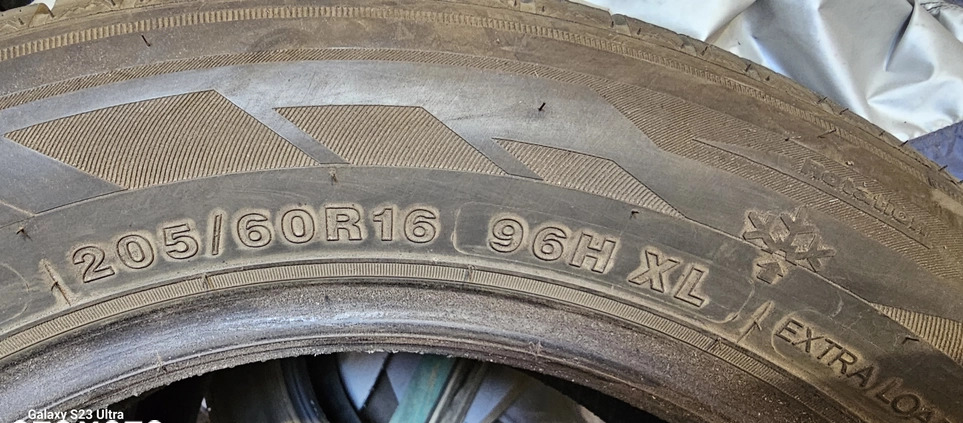 205/60R16 96H XL
EXTRA/LOA
Galaxy S23 Ultra